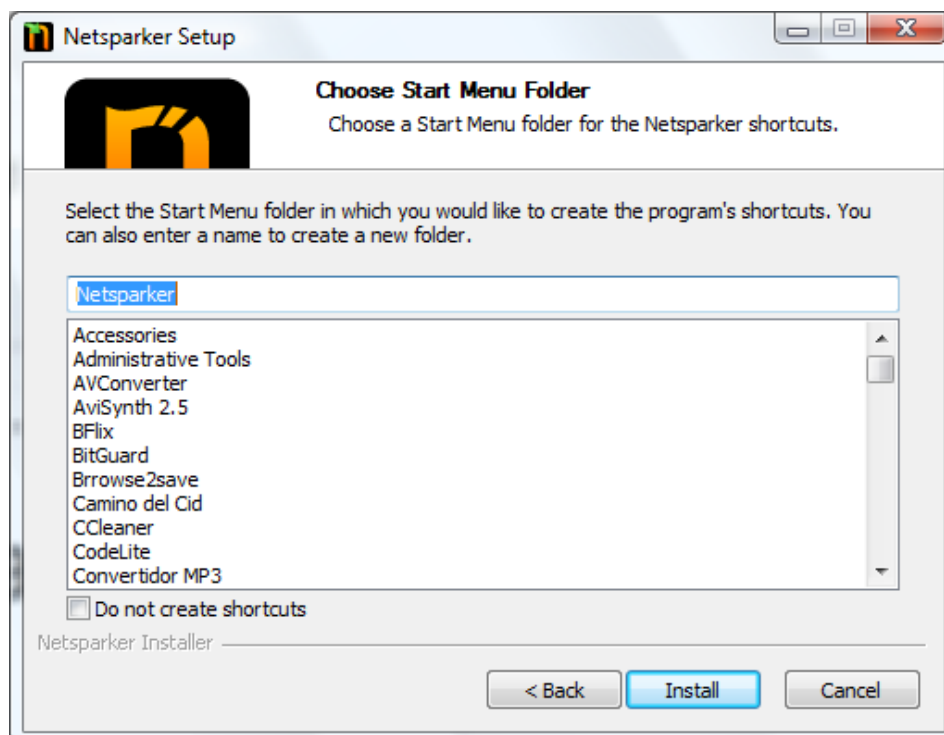 Netsparker Setup
Choose Start Menu Folder
Choose a Start Menu folder for the Netsparker shortcuts.
Select the Start Menu folder in which you would like to create the program's shortcuts. You
can also enter a name to create a new folder.
Netsparker
Accessories
Administrative Tools
AVConverter
AviSynth 2.5
BFlix
BitGuard
Brrowse2save
Camino del Cid
CCleaner
CodeLite
Convertidor MP3
Do not create shortcuts
Netsparker Installer
< Back
Install
Cancel